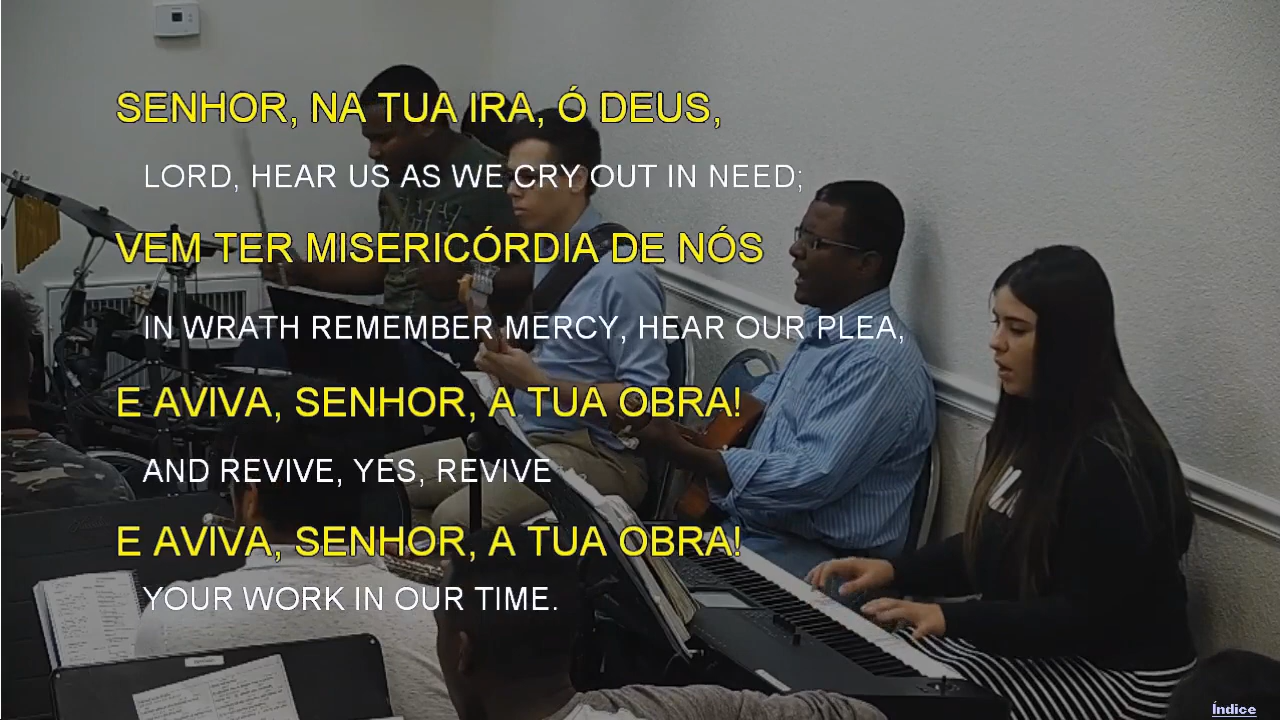 SENHOR, NA TUA IRA, Ó DEUS,
LORD, HEAR US AS WE CRY OUT IN NEED;
VEM TER MISERICÓRDIA DE NÓS
IN WRATH REMEMBER MERCY, HEAR OUR PLEA,
E AVIVA, SENHOR, A TUA OBRA!
AND REVIVE, YES, REVIVE
E AVIVA, SENHOR, A TUA OBRA!
YOUR WORK IN OUR TIME.
Índice